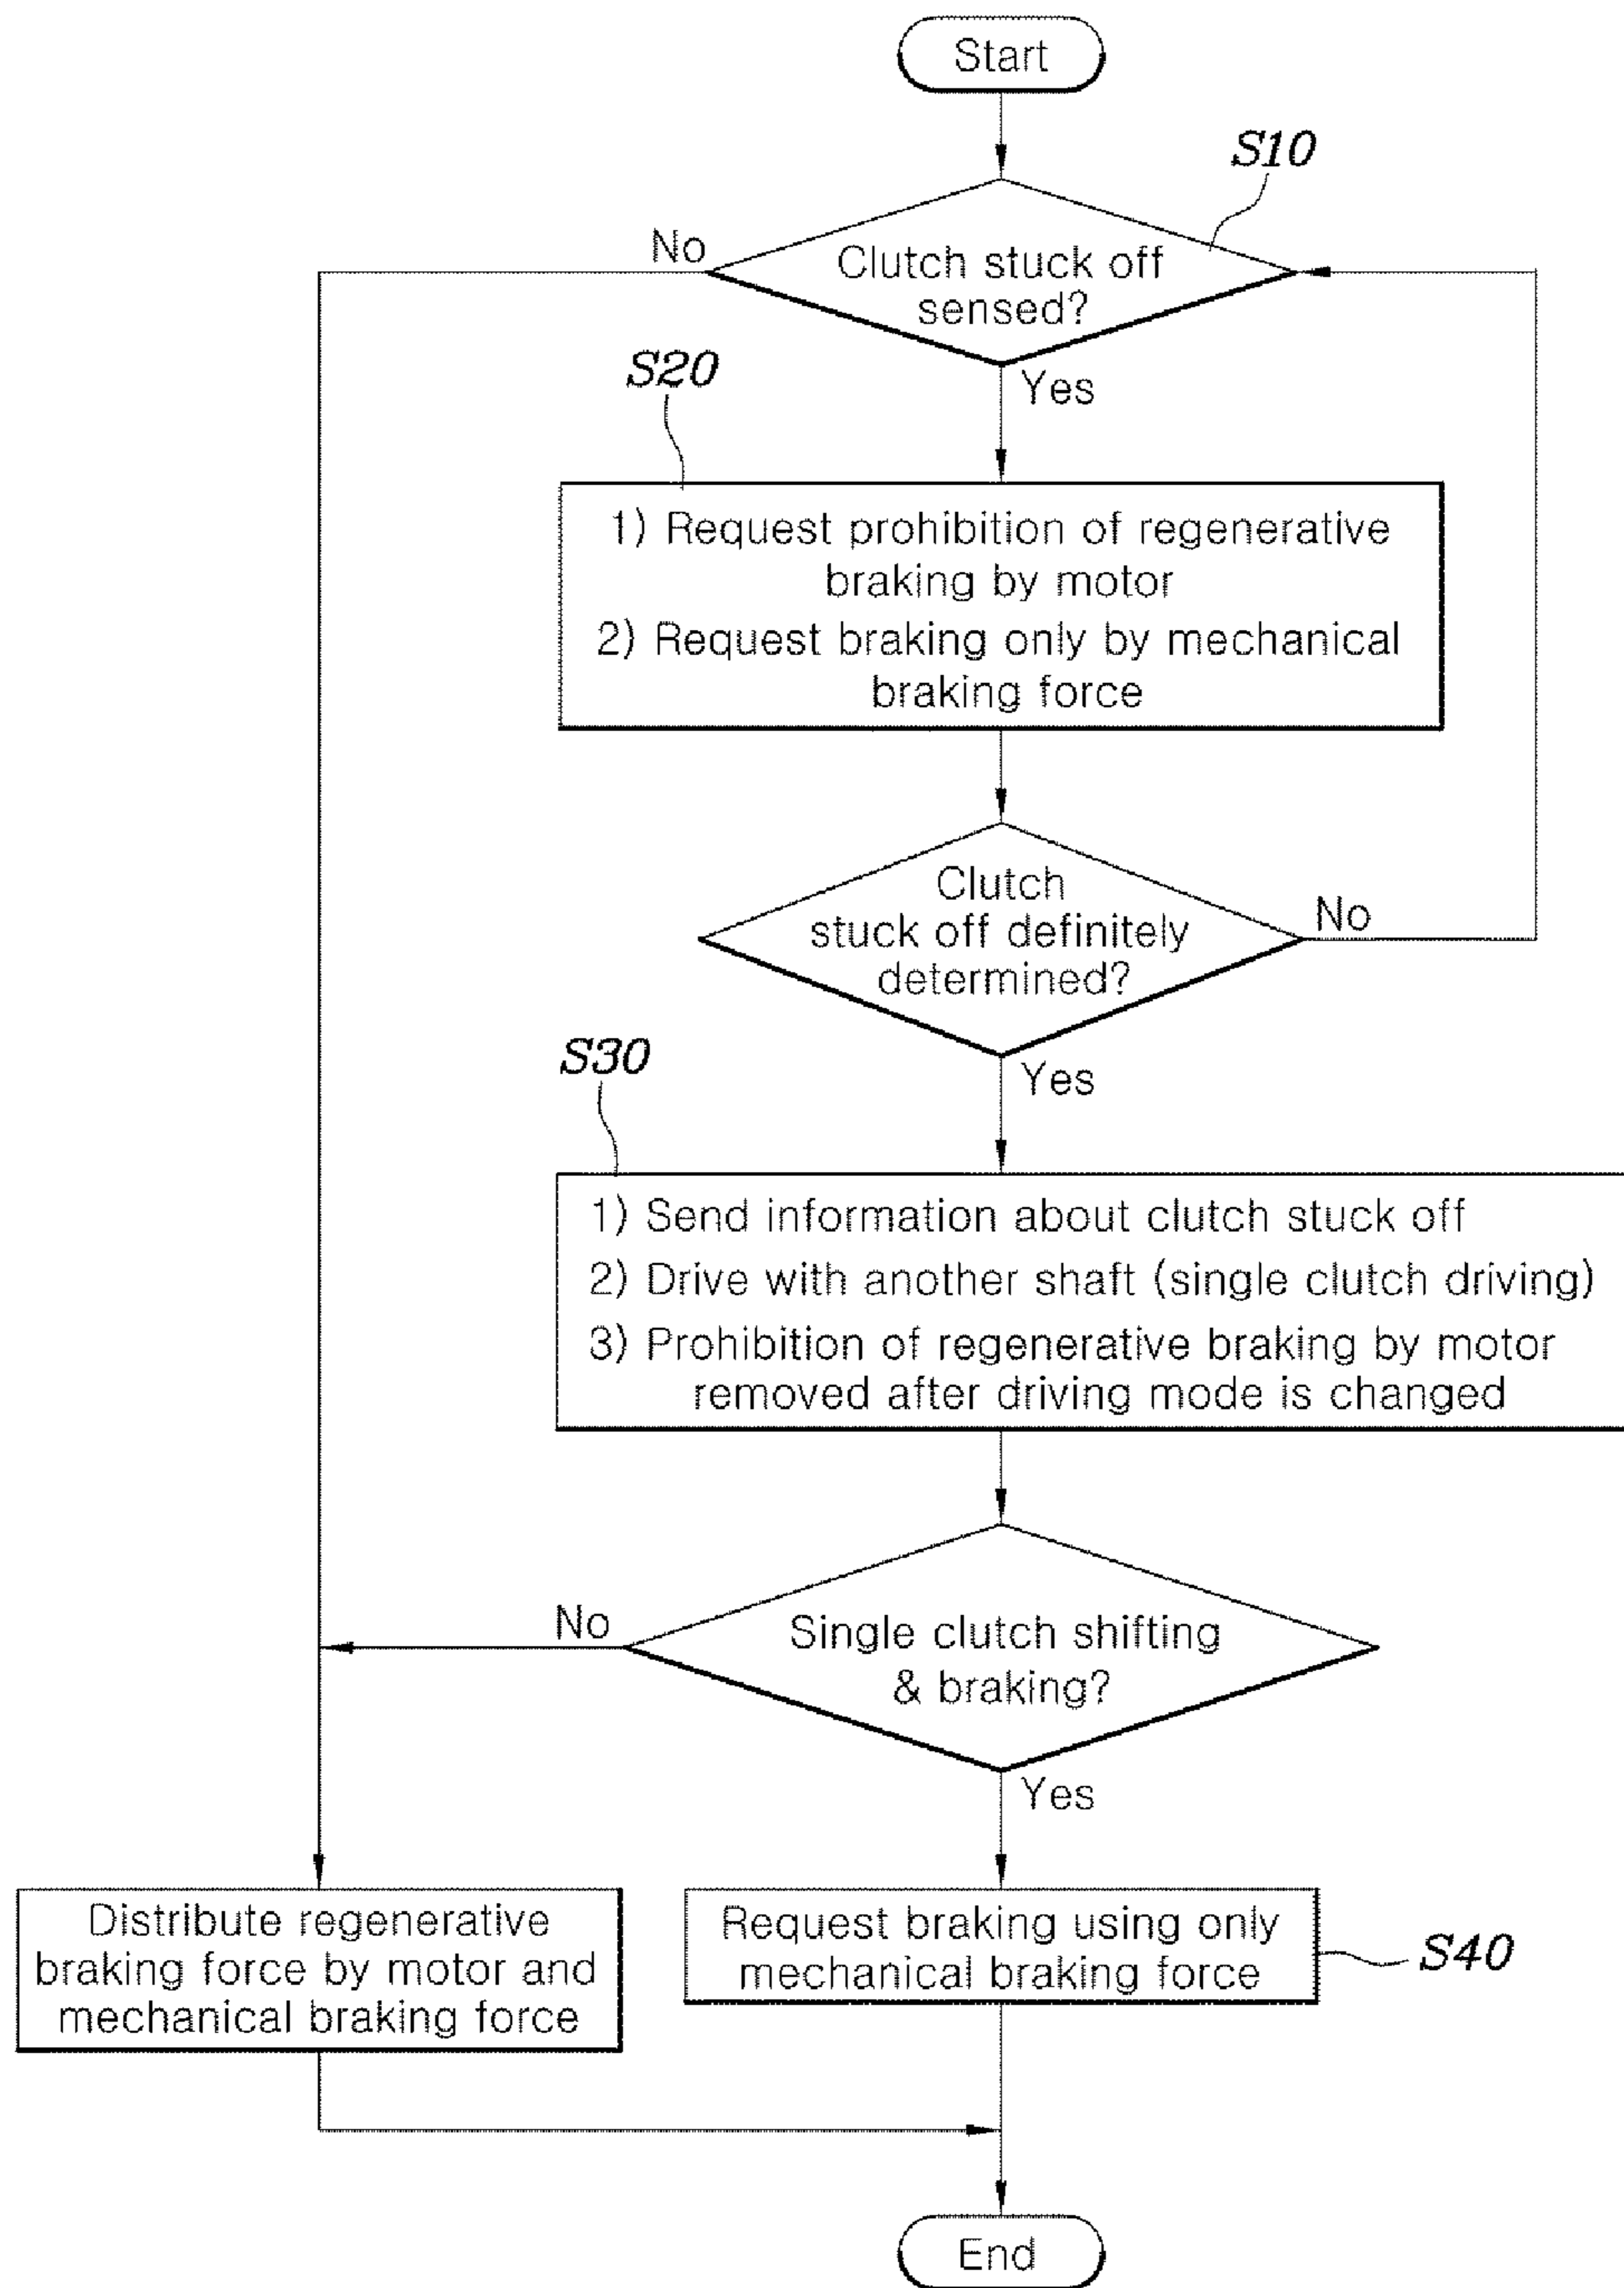 Start
S10
No
Clutch stuck off
sensed?
S20
Yes
1) Request prohibition of regenerative
braking by motor
2) Request braking only by mechanical
braking force
Clutch
stuck off definitely
determined?
No
S30
Yes
1) Send information about clutch stuck off
2) Drive with another shaft (single clutch driving)
3) Prohibition of regenerative braking by motor
removed after driving mode is changed
No
Single clutch shifting
& braking?
Yes
Distribute regenerative
braking force by motor and
mechanical braking force
Request braking using only
mechanical braking force
S40
End